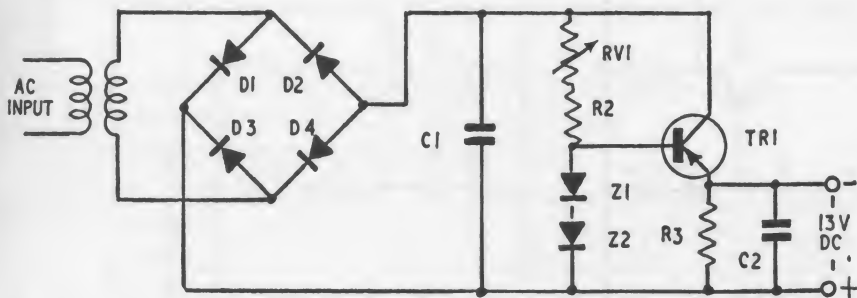 AC
INPUT
D1
D2
D3
D4
C1
RV1
R2
Z1
Z2
TR1
R3
C2
13V
DC
-
+